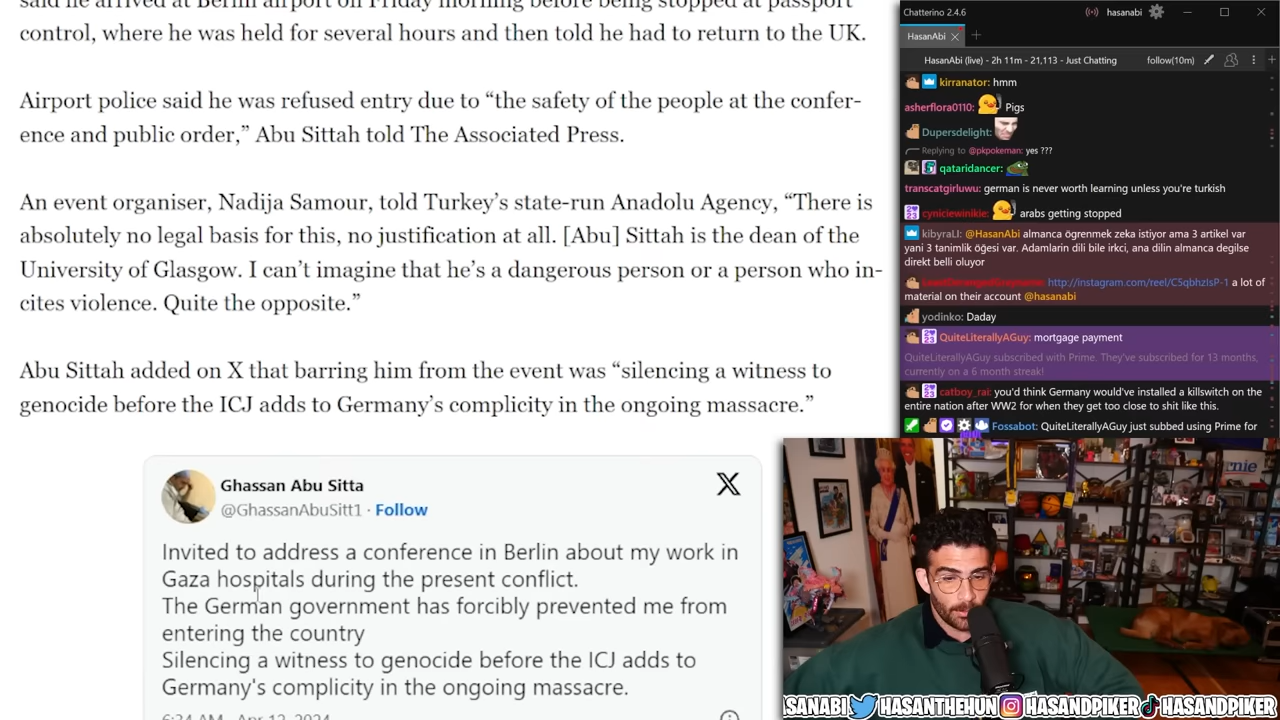 said he arrived at Berlin airport on Friday morning before being stopped at passport
control, where he was held for several hours and then told he had to return to the UK.
Airport police said he was refused entry due to “the safety of the people at the confer-
ence and public order,” Abu Sittah told The Associated Press.
An event organiser, Nadija Samour, told Turkey’s state-run Anadolu Agency, “There is
absolutely no legal basis for this, no justification at all. [Abu] Sittah is the dean of the
University of Glasgow. I can’t imagine that he’s a dangerous person or a person who in-
cites violence. Quite the opposite.”
Abu Sittah added on X that barring him from the event was “silencing a witness to
genocide before the ICJ adds to Germany’s complicity in the ongoing massacre.”
Ghassan Abu Sitta
@GhassanAbuSitt1 · Follow
Invited to address a conference in Berlin about my work in
Gaza hospitals during the present conflict.
The German government has forcibly prevented me from
entering the country
Silencing a witness to genocide before the ICJ adds to
Germany's complicity in the ongoing massacre.
6:34 AM · Apr 12, 2024
Chatterino 2.4.6
hasanabi
HasanAbi
HasanAbi (live) - 2h 11m - 21,113 - Just Chatting
follow(10m)
kirranator: hmm
asherflora0110: Pigs
Dupersdelight:
Replying to @pkpokeman: yes ???
qataridancer:
transcatgirluwu: german is never worth learning unless you're turkish
cyniciewinikie: arabs getting stopped
kibyraLI: @HasanAbi almanca ögrenmek zeka istiyor ama 3 artikel var
yani 3 tanimlik öğesi var. Adamlarin dili bile irkci, ana dilin almanca degilse
direkt belli oluyor
http://instagram.com/reel/C5qbhzIsP-1 a lot of
material on their account @hasanabi
yodinko: Daday
QuiteLiterallyAGuy: mortgage payment
QuiteLiterallyAGuy subscribed with Prime. They've subscribed for 13 months,
currently on a 6 month streak!
catboy_rai: you'd think Germany would've installed a killswitch on the
entire nation after WW2 for when they get too close to shit like this.
Fossabot: QuiteLiterallyAGuy just subbed using Prime for
ernie
HASANABI HASANTHEHUN HASANDPIKER HASANDPIKER